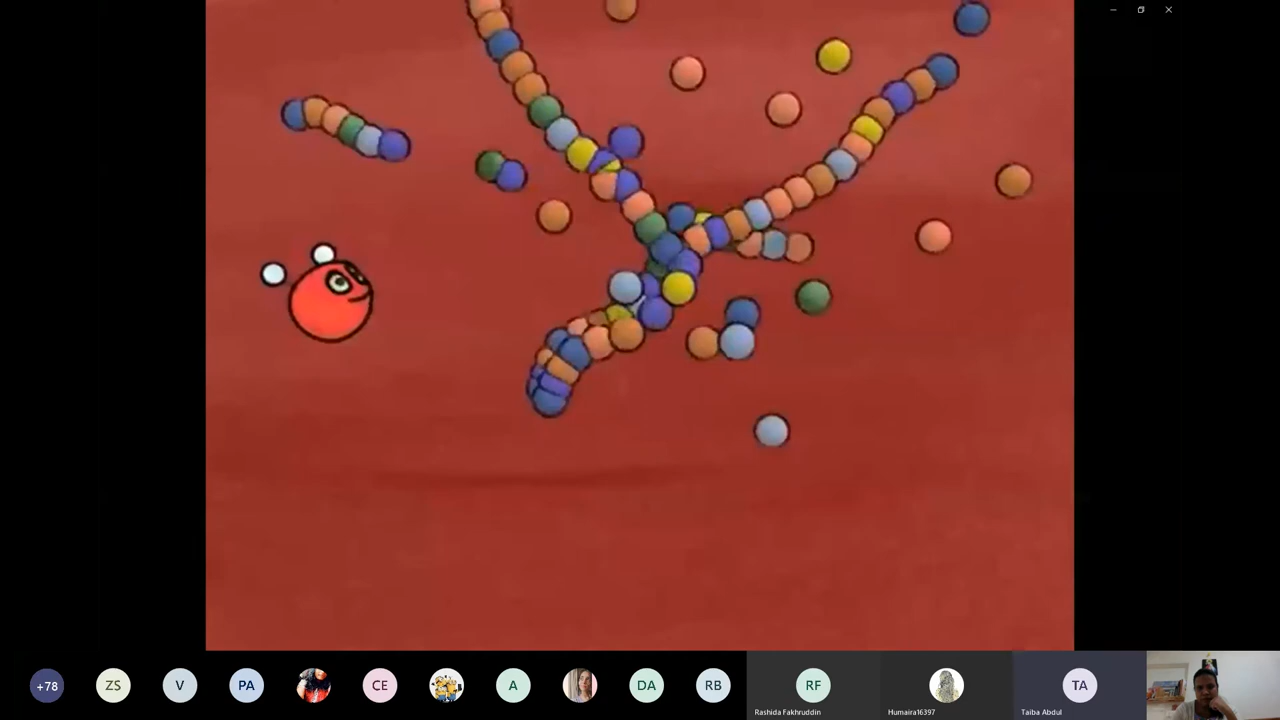 +78
ZS
V
PA
CE
A
DA
RB
RF
TA
Rashida Fakhruddin
Humaira16397
Taiba Abdul